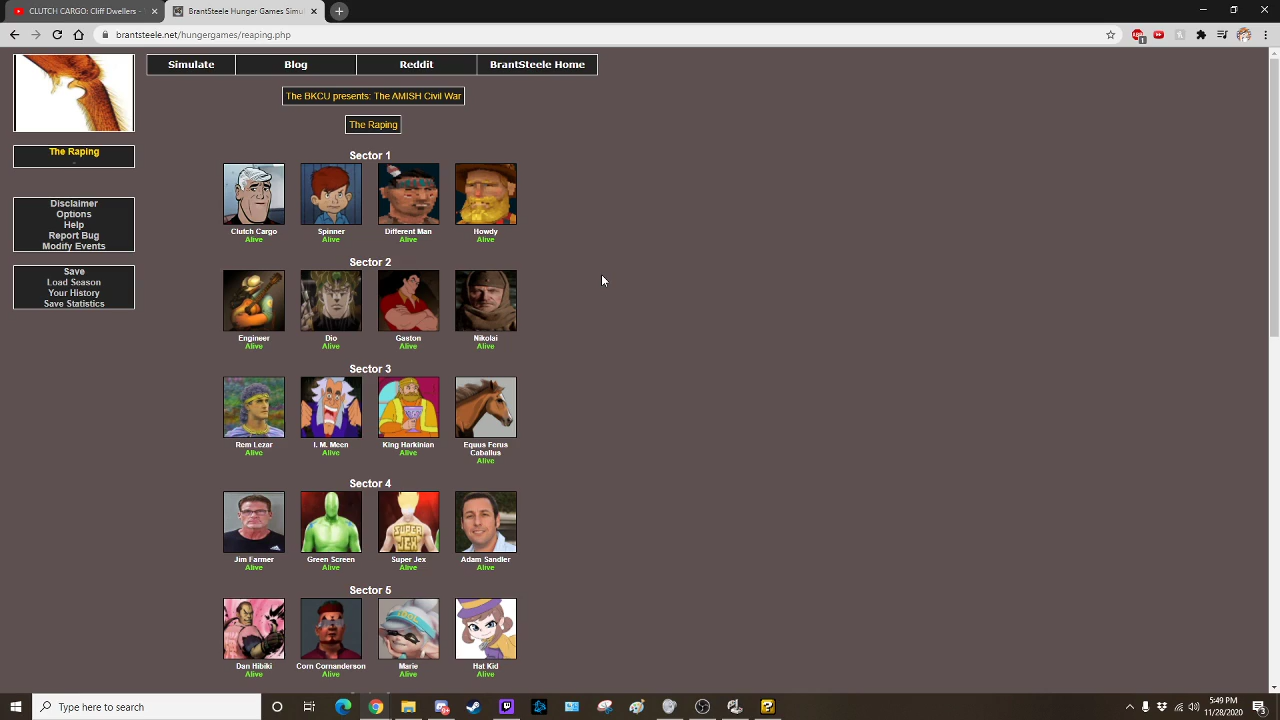 CLUTCH CARGO: Cliff Dwellers -
BrantSteele Hunger Games Simu
brantsteele.net/hungergames/reaping.php
Simulate Blog Reddit BrantSteele Home
The BKCU presents: The AMISH Civil War
The Raping
The Raping
-
Disclaimer
Options
Help
Report Bug
Modify Events
Save
Load Season
Your History
Save Statistics
Sector 1
Clutch Cargo Spinner Different Man Howdy
Alive Alive Alive Alive
Sector 2
Engineer Dio Gaston Nikolai
Alive Alive Alive Alive
Sector 3
Rem Lezar I. M. Meen King Harkinian Equus Ferus
Caballus
Alive Alive Alive Alive
Sector 4
SUPER
JEX
Jim Farmer Green Screen Super Jex Adam Sandler
Alive Alive Alive Alive
Sector 5
Dan Hibiki Corn Cornanderson Marie Hat Kid
Alive Alive Alive Alive
Type here to search
5:49 PM
11/28/2020